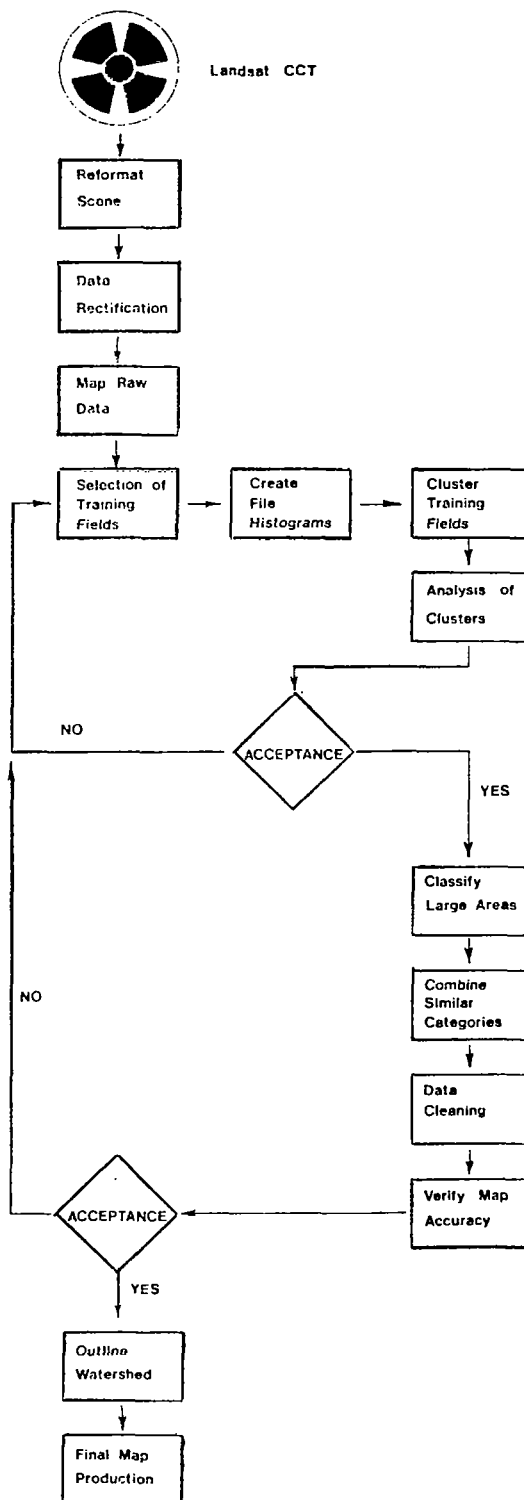 Landsat CCT
Reformat
Scene
Data
Rectification
Map Raw
Data
Selection of
Training
Fields
Create
File
Histograms
Cluster
Training
Fields
Analysis of
Clusters
NO
ACCEPTANCE
YES
Classify
Large Areas
Combine
Similar
Categories
NO
Data
Cleaning
Verify Map
Accuracy
ACCEPTANCE
YES
Outline
Watershed
Final Map
Production